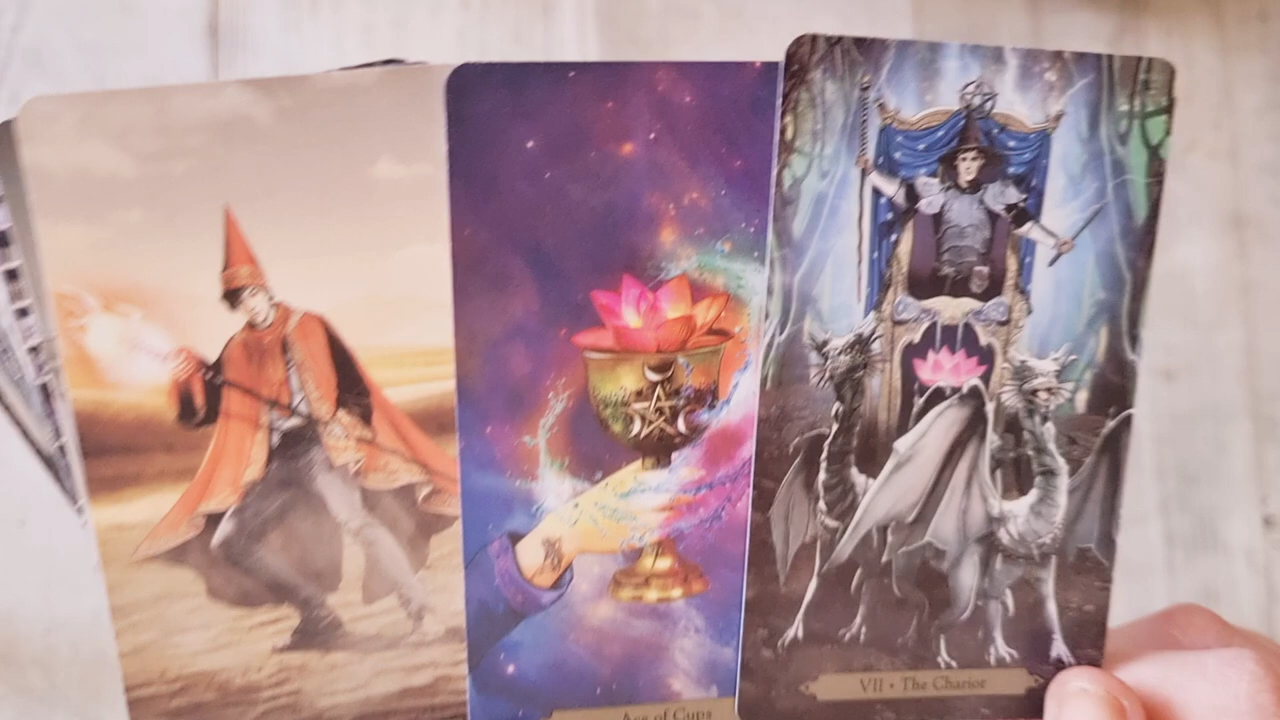 Ace of Cups
VII • The Chariot